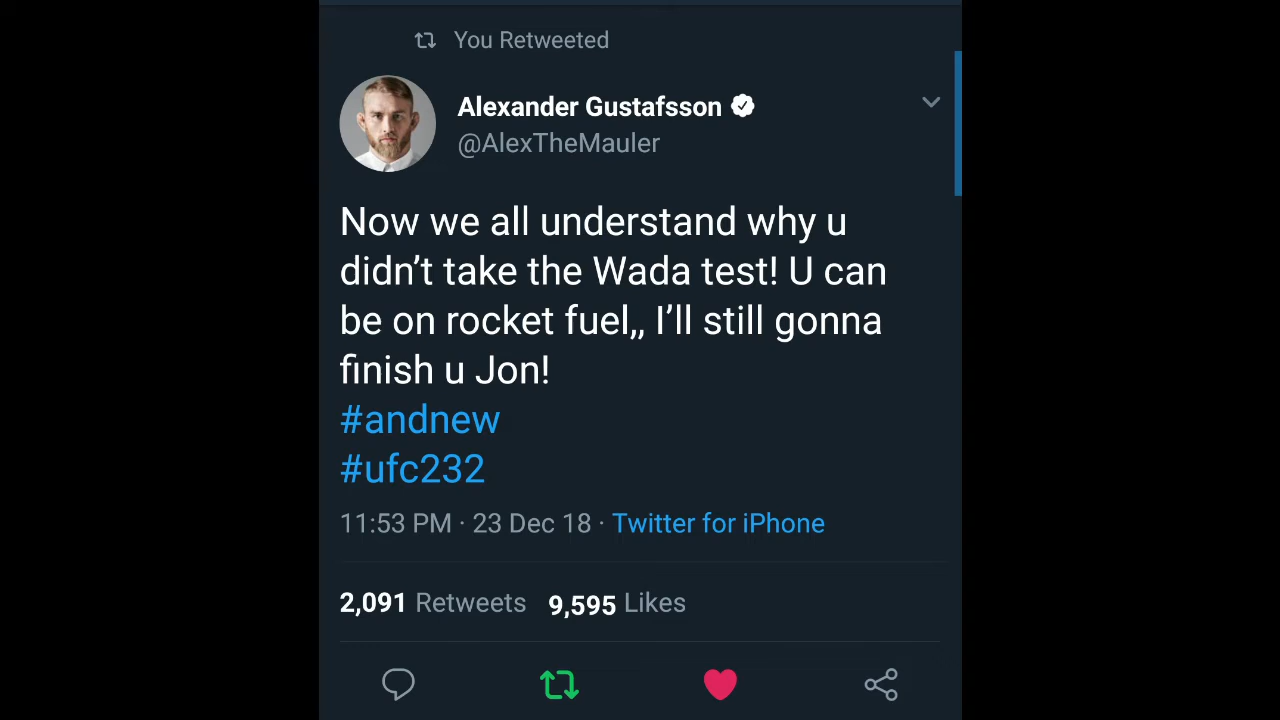 You Retweeted
Alexander Gustafsson
@AlexTheMauler
Now we all understand why u
didn’t take the Wada test! U can
be on rocket fuel,, I’ll still gonna
finish u Jon!
#andnew
#ufc232
11:53 PM · 23 Dec 18 · Twitter for iPhone
2,091 Retweets 9,595 Likes